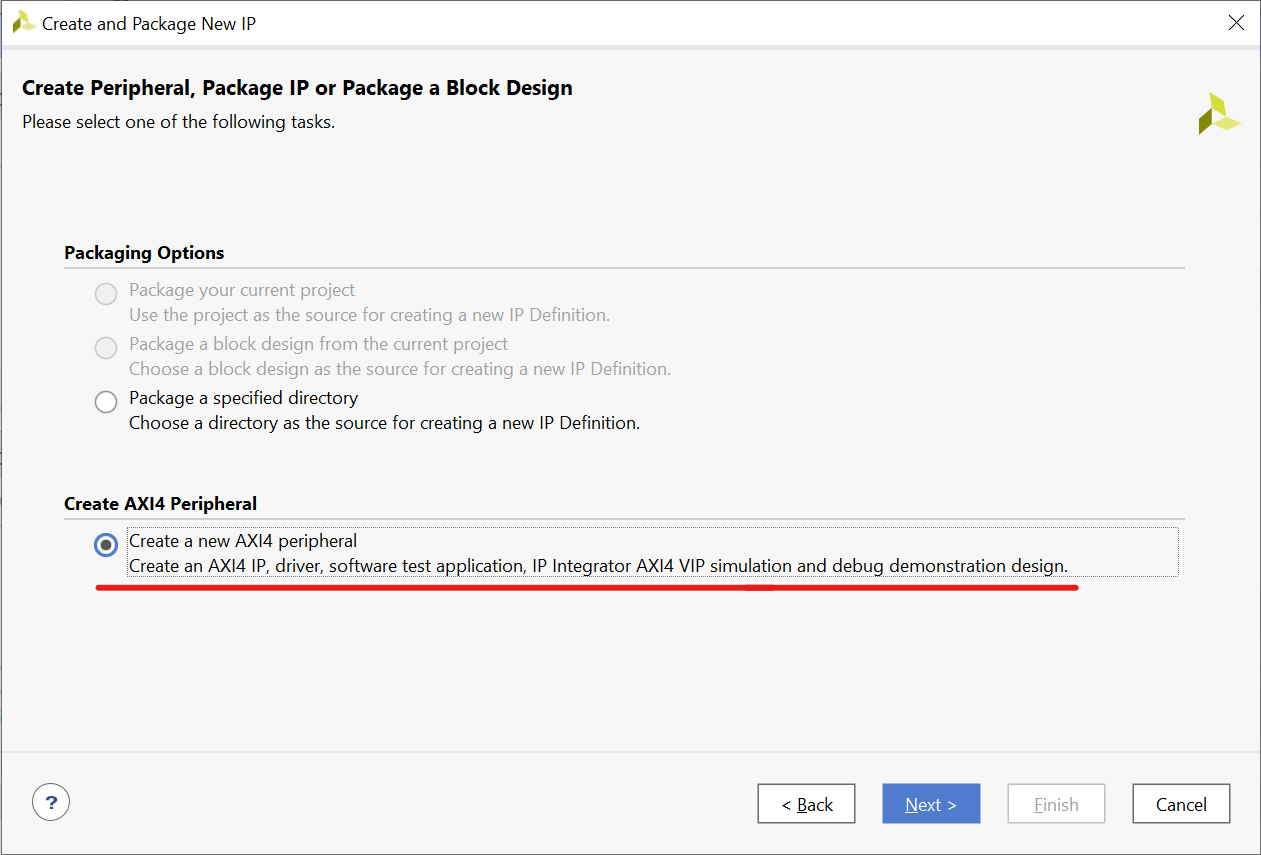 Create and Package New IP
Create Peripheral, Package IP or Package a Block Design
Please select one of the following tasks.
Packaging Options
Package your current project
Use the project as the source for creating a new IP Definition.
Package a block design from the current project
Choose a block design as the source for creating a new IP Definition.
Package a specified directory
Choose a directory as the source for creating a new IP Definition.
Create AXI4 Peripheral
Create a new AXI4 peripheral
Create an AXI4 IP, driver, software test application, IP Integrator AXI4 VIP simulation and debug demonstration design.
? < Back Next > Finish Cancel